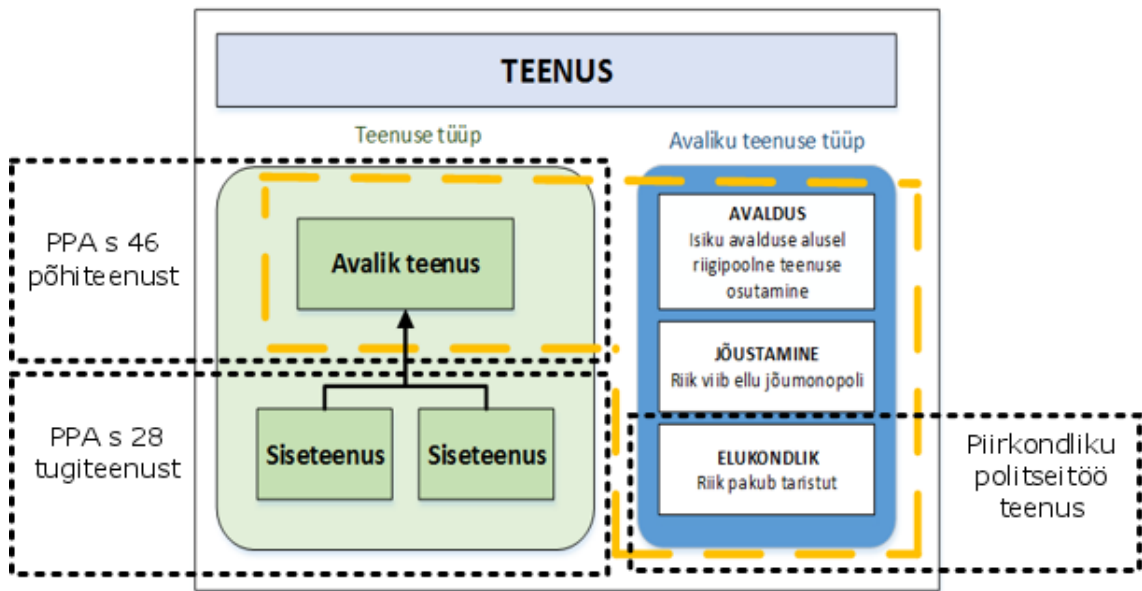 TEENUS
Teenuse tüüp
Avaliku teenuse tüüp
PPA s 46
põhiteenust
Avalik teenus
AVALDUS
Isiku avalduse alusel
riigipoolne teenuse
osutamine
JÕUSTAMINE
Riik viib ellu jõumonopoli
PPA s 28
tugiteenust
Siseteenus
Siseteenus
ELUKONDLIK
Riik pakub taristut
Piirkondliku
politseitöö
teenus